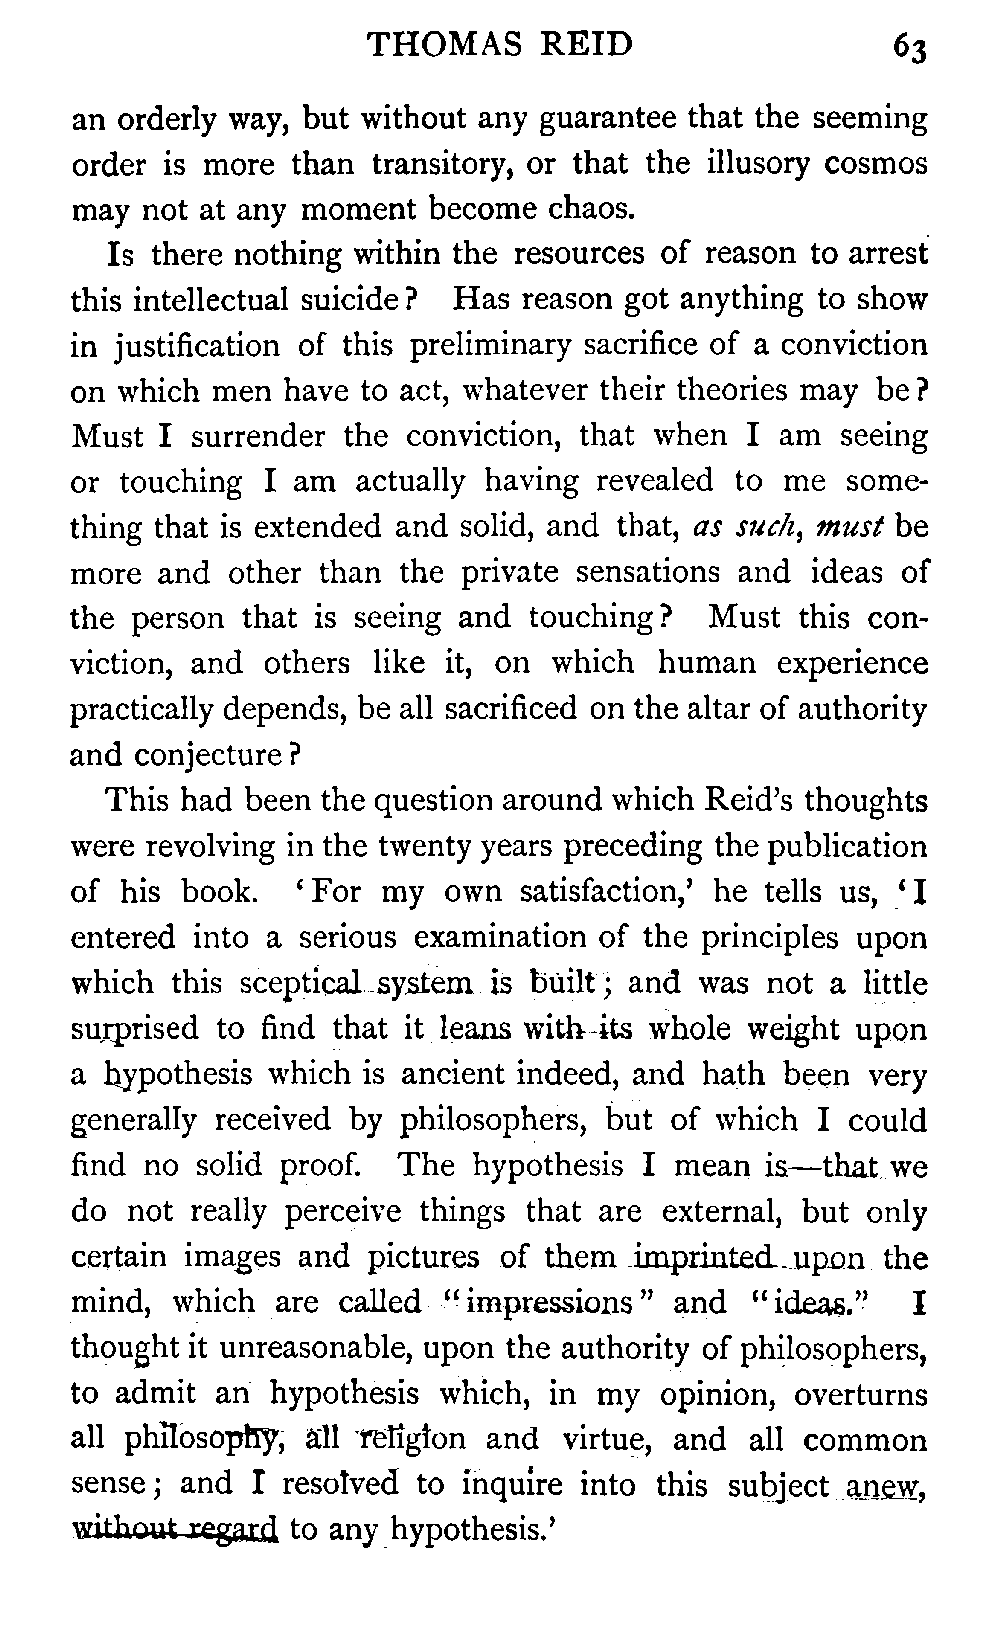 THOMAS REID 63
an orderly way, but without any guarantee that the seeming
order is more than transitory, or that the illusory cosmos
may not at any moment become chaos.
Is there nothing within the resources of reason to arrest
this intellectual suicide? Has reason got anything to show
in justification of this preliminary sacrifice of a conviction
on which men have to act, whatever their theories may be?
Must I surrender the conviction, that when I am seeing
or touching I am actually having revealed to me some-
thing that is extended and solid, and that, as such, must be
more and other than the private sensations and ideas of
the person that is seeing and touching? Must this con-
viction, and others like it, on which human experience
practically depends, be all sacrificed on the altar of authority
and conjecture?
This had been the question around which Reid's thoughts
were revolving in the twenty years preceding the publication
of his book. ‘For my own satisfaction,’ he tells us, ‘I
entered into a serious examination of the principles upon
which this sceptical system is built; and was not a little
surprised to find that it leans with its whole weight upon
a hypothesis which is ancient indeed, and hath been very
generally received by philosophers, but of which I could
find no solid proof. The hypothesis I mean is—that we
do not really perceive things that are external, but only
certain images and pictures of them imprinted upon the
mind, which are called “impressions” and “ideas.” I
thought it unreasonable, upon the authority of philosophers,
to admit an hypothesis which, in my opinion, overturns
all philosophy, all religion and virtue, and all common
sense; and I resolved to inquire into this subject anew,
without regard to any hypothesis.’